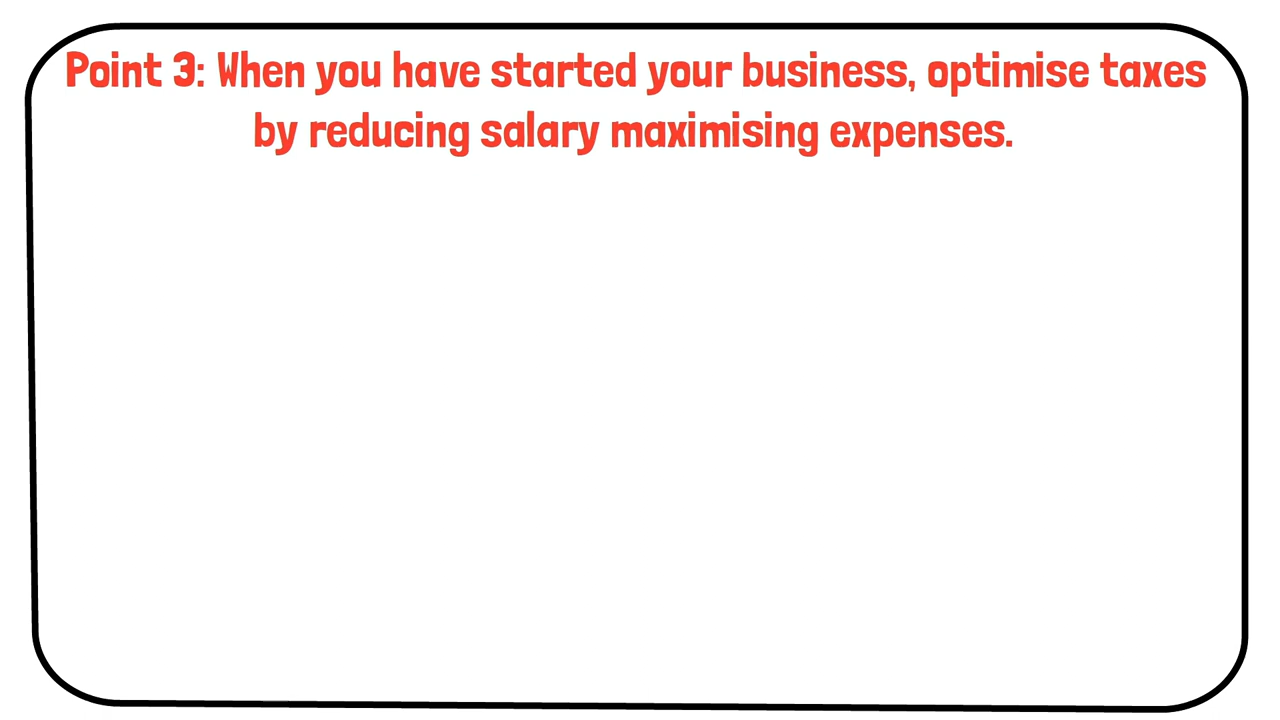 Point 3: When you have started your business, optimise taxes
by reducing salary maximising expenses.